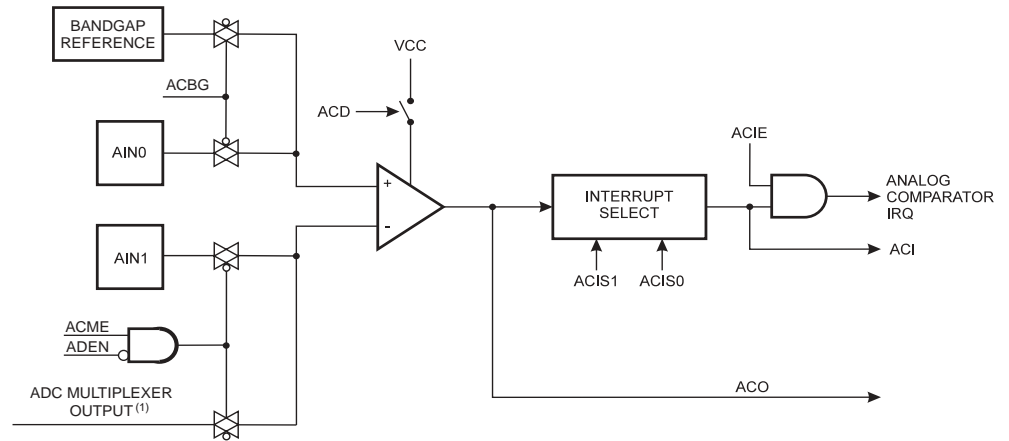 BANDGAP
REFERENCE
VCC
ACBG
ACD
AIN0
ACIE
+
-
INTERRUPT
SELECT
ANALOG
COMPARATOR
IRQ
AIN1
ACI
ACIS1
ACIS0
ACME
ADEN
ADC MULTIPLEXER
OUTPUT (1)
ACO